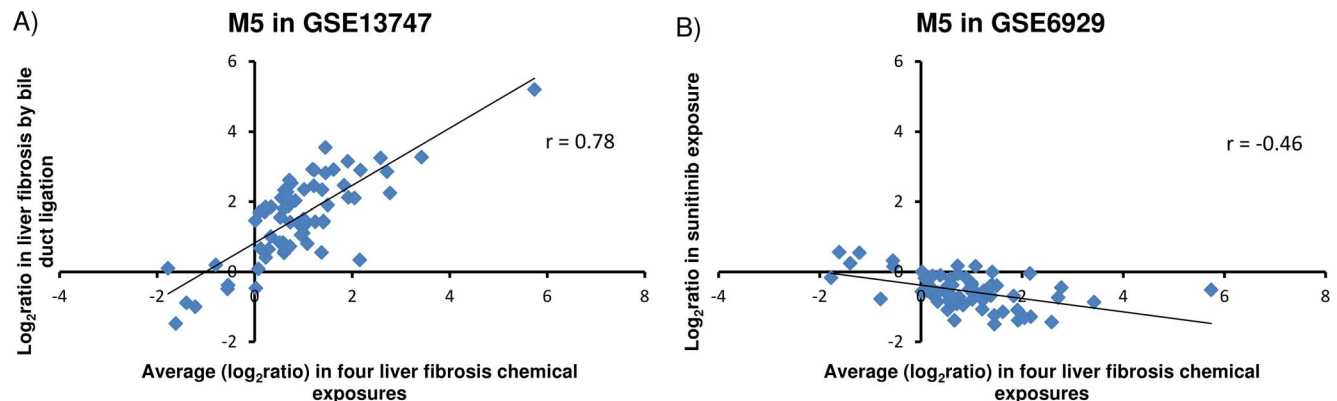 A)
M5 in GSE13747
Log₂ratio in liver fibrosis by bile
duct ligation
6
4
2
0
-2
-4
-2
0
2
4
6
8
r = 0.78
Average (log₂ratio) in four liver fibrosis chemical
exposures
B)
M5 in GSE6929
Log₂ratio in sunitinib exposure
6
4
2
0
-2
-4
-2
0
2
4
6
8
r = -0.46
Average (log₂ratio) in four liver fibrosis chemical
exposures